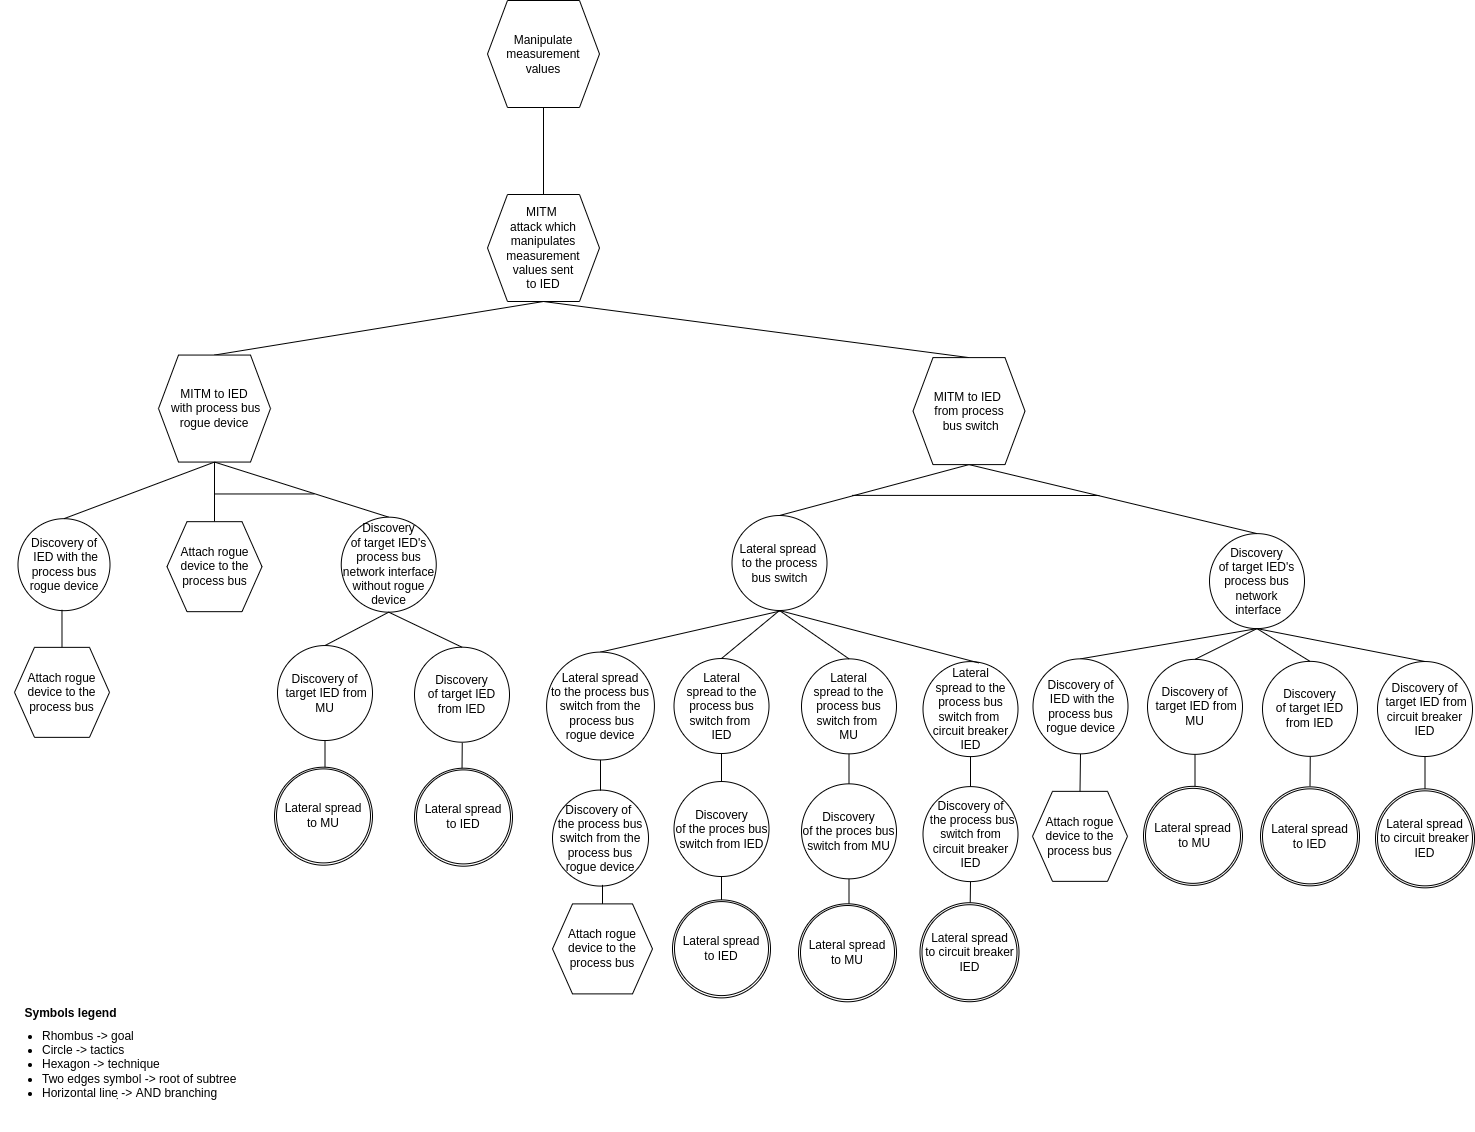 Manipulate
measurement
values
MITM
attack which
manipulates
measurement
values sent
to IED
MITM to IED
with process bus
rogue device
MITM to IED
from process
bus switch
Discovery of
IED with the
process bus
rogue device
Attach rogue
device to the
process bus
Discovery
of target IED's
process bus
network interface
without rogue
device
Lateral spread
to the process
bus switch
Discovery
of target IED's
process bus
network
interface
Attach rogue
device to the
process bus
Discovery of
target IED from
MU
Discovery
of target IED
from IED
Lateral spread
to the process bus
switch from the
process bus
rogue device
Lateral
spread to the
process bus
switch from
IED
Lateral
spread to the
process bus
switch from
MU
Lateral
spread to the
process bus
switch from
circuit breaker
IED
Discovery of
IED with the
process bus
rogue device
Discovery of
target IED from
MU
Discovery
of target IED
from IED
Discovery of
target IED from
circuit breaker
IED
Lateral spread
to MU
Lateral spread
to IED
Discovery of
the process bus
switch from the
process bus
rogue device
Discovery
of the proces bus
switch from IED
Discovery
of the proces bus
switch from MU
Discovery of
the process bus
switch from
circuit breaker
IED
Attach rogue
device to the
process bus
Lateral spread
to MU
Lateral spread
to IED
Lateral spread
to circuit breaker
IED
Attach rogue
device to the
process bus
Lateral spread
to IED
Lateral spread
to MU
Lateral spread
to circuit breaker
IED
Symbols legend
• Rhombus -> goal
• Circle -> tactics
• Hexagon -> technique
• Two edges symbol -> root of subtree
• Horizontal line -> AND branching